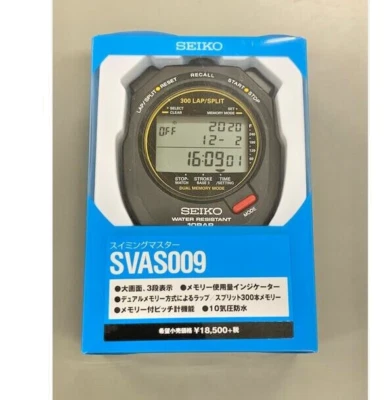 SEIKO
LAP/SPLIT RESET
RECALL
START STOP
300 LAP/SPLIT
SELECT
CLEAR
SET
MEMORY MODE
OFF
2020
12- 2
16:09 01
STOP-
WATCH
STROKE
BASE 3
TIME
/SETTING
DUAL MEMORY MODE
MODE
SEIKO
WATER RESISTANT
スイミングマスター
SVAS009
●大画面、3段表示 ●メモリー使用量インジケーター
●デュアルメモリー方式によるラップ/スプリット300本メモリー
●メモリー付ピッチ計機能 ●10気圧防水
希望小売価格 ¥18,500+税